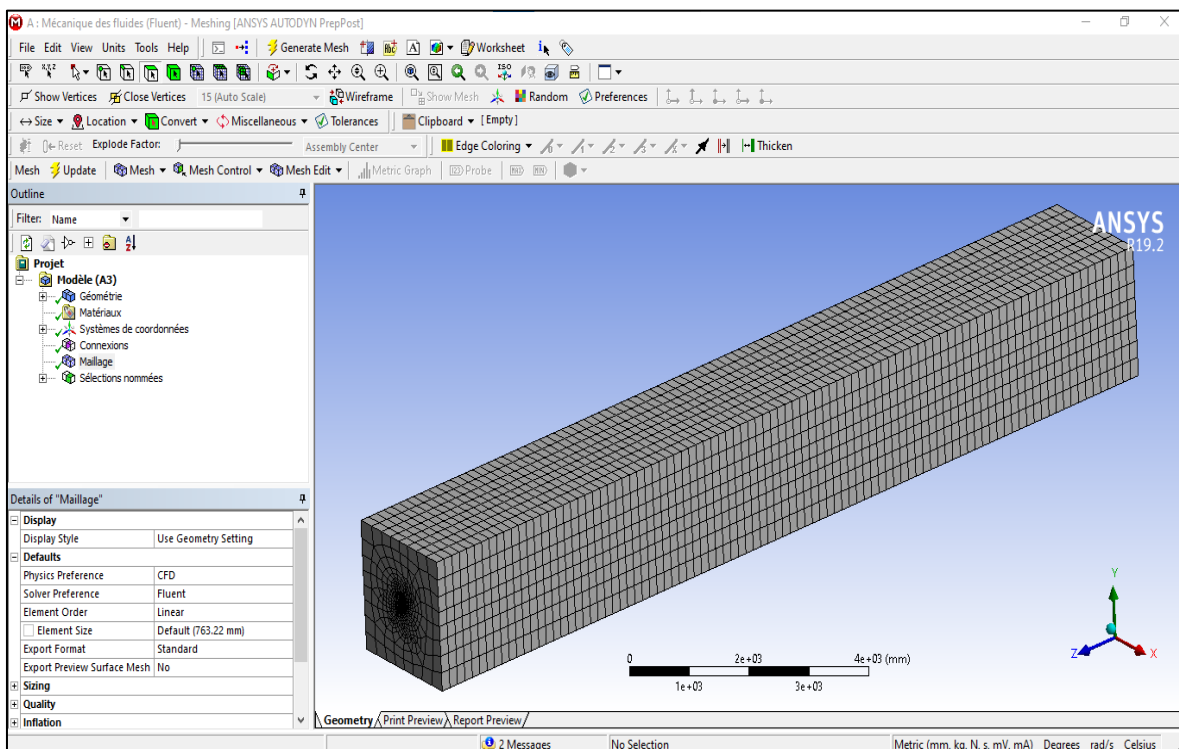 A : Mécanique des fluides (Fluent) - Meshing [ANSYS AUTODYN PrepPost]
File Edit View Units Tools Help Generate Mesh A Worksheet
ISO
Show Vertices Close Vertices 15 (Auto Scale) Wireframe Show Mesh Random Preferences
Size Location Convert Miscellaneous Tolerances Clipboard [Empty]
Reset Explode Factor: Assembly Center Edge Coloring Thicken
Mesh Update Mesh Mesh Control Mesh Edit Metric Graph Probe
Outline
Filter: Name
Projet
Modèle (A3)
Géométrie
Matériaux
Systèmes de coordonnées
Connexions
Maillage
Sélections nommées
Details of "Maillage"
Display
Display Style Use Geometry Setting
Defaults
Physics Preference CFD
Solver Preference Fluent
Element Order Linear
Element Size Default (763.22 mm)
Export Format Standard
Export Preview Surface Mesh No
Sizing
Quality
Inflation
ANSYS
R19.2
Y
Z
X
0 2e+03 4e+03 (mm)
1e+03 3e+03
Geometry Print Preview Report Preview
2 Messages No Selection Metric (mm, kg, N, s, mV, mA) Degrees rad/s Celsius